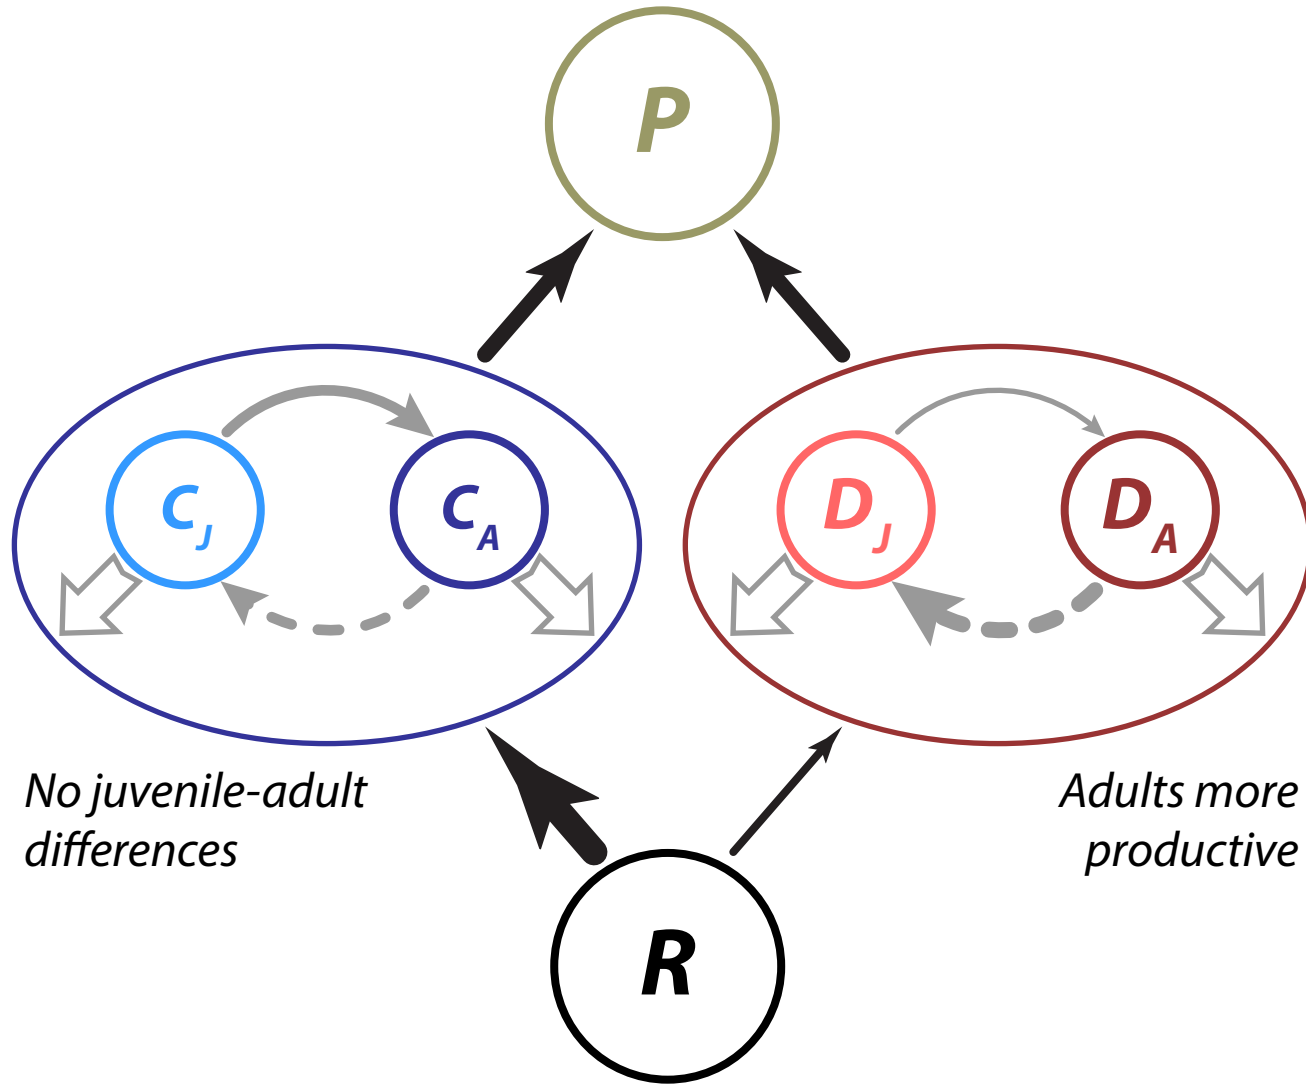 P
C_J
C_A
D_J
D_A
No juvenile-adult
differences
Adults more
productive
R